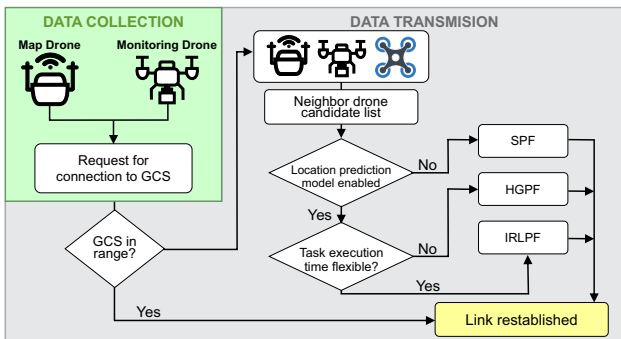 DATA COLLECTION
DATA TRANSMISION
Map Drone
Monitoring Drone
Request for
connection to GCS
GCS in
range?
Yes
Neighbor drone
candidate list
Location prediction
model enabled
No
Yes
Task execution
time flexible?
No
Yes
SPF
HGPF
IRLPF
Link restablished